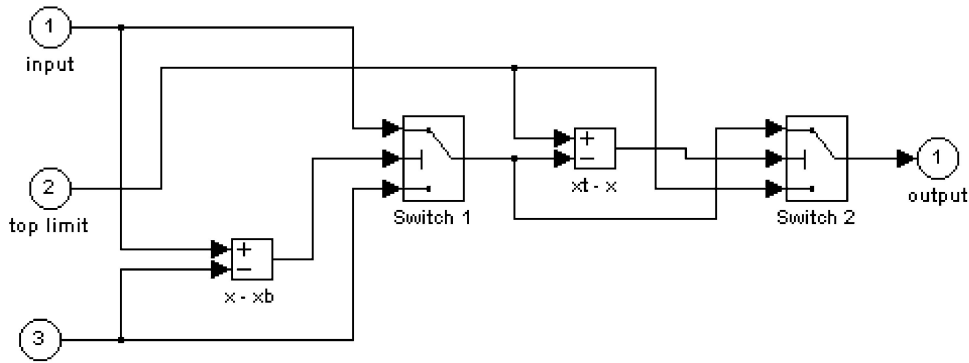 1
input
2
top limit
3
+
−
x - xb
Switch 1
+
−
xt - x
Switch 2
1
output